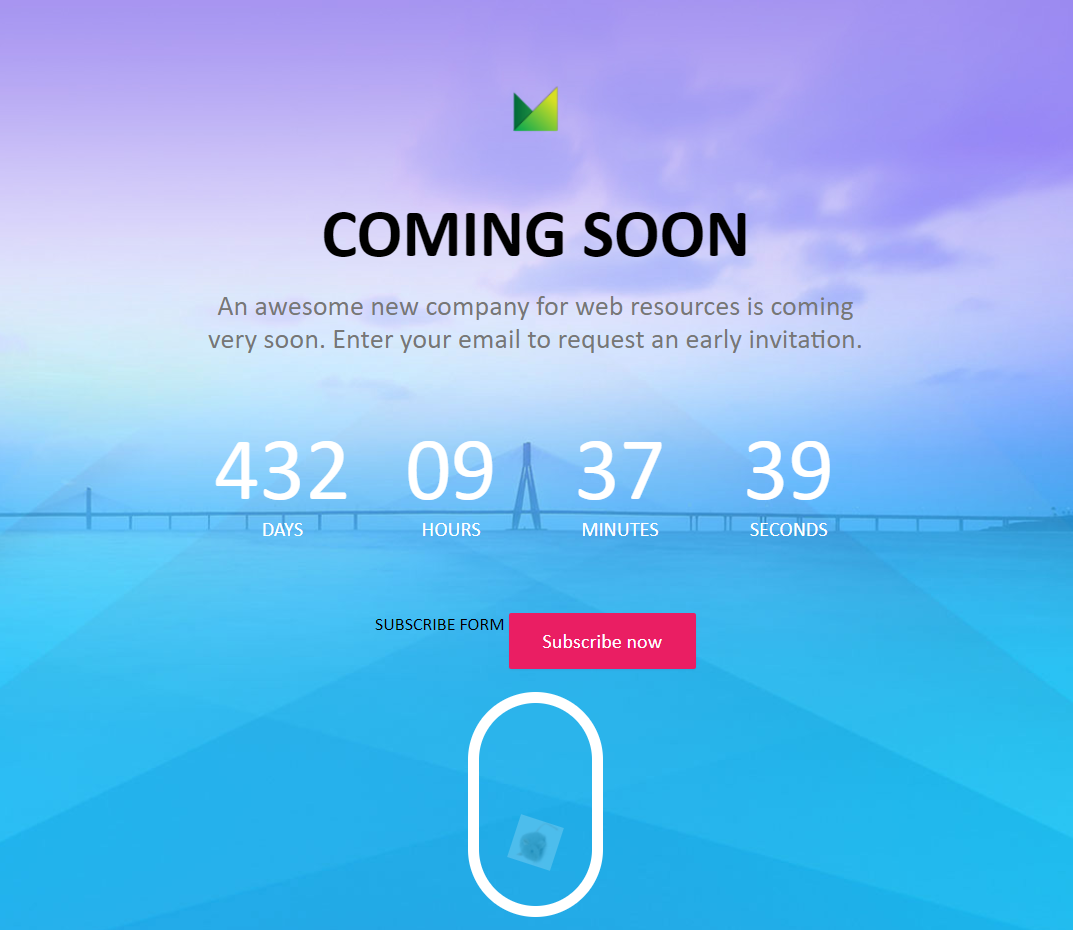 COMING SOON
An awesome new company for web resources is coming
very soon. Enter your email to request an early invitation.
432 09 37 39
DAYS HOURS MINUTES SECONDS
SUBSCRIBE FORM Subscribe now